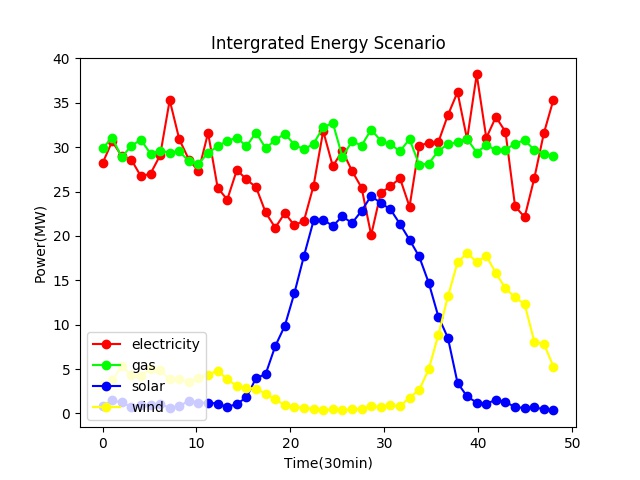 Intergrated Energy Scenario
Power(MW)
40
35
30
25
20
15
10
5
0
electricity
gas
solar
wind
0 10 20 30 40 50
Time(30min)